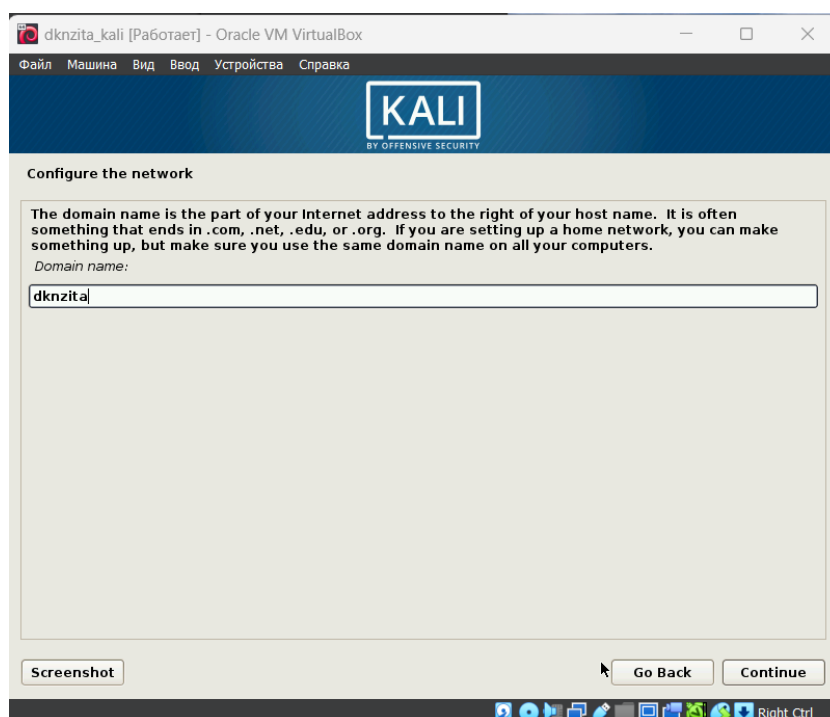 dknzita_kali [Работает] - Oracle VM VirtualBox
Файл Машина Вид Ввод Устройства Справка
KALI
BY OFFENSIVE SECURITY
Configure the network
The domain name is the part of your Internet address to the right of your host name. It is often
something that ends in .com, .net, .edu, or .org. If you are setting up a home network, you can make
something up, but make sure you use the same domain name on all your computers.
Domain name:
dknzita
Screenshot
Go Back
Continue
Right Ctrl